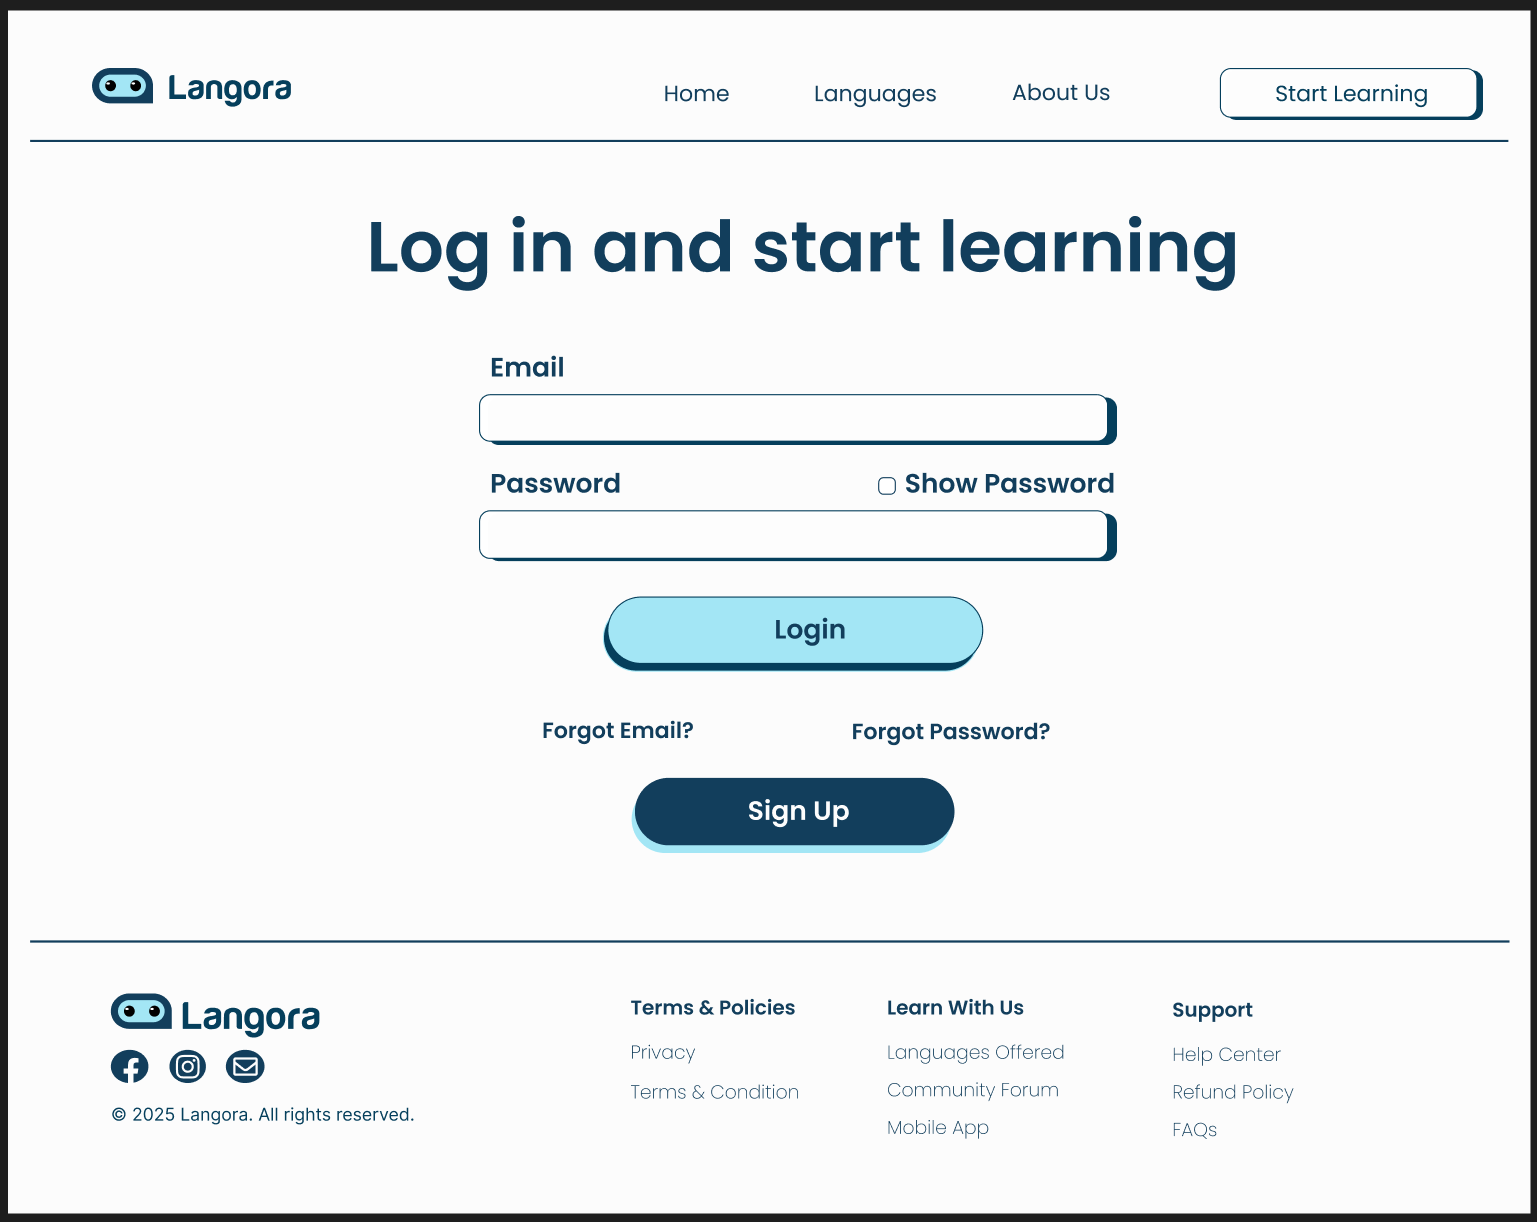 Langora
Home
Languages
About Us
Start Learning
Log in and start learning
Email
Password
Show Password
Login
Forgot Email?
Forgot Password?
Sign Up
Langora
© 2025 Langora. All rights reserved.
Terms & Policies
Privacy
Terms & Condition
Learn With Us
Languages Offered
Community Forum
Mobile App
Support
Help Center
Refund Policy
FAQs